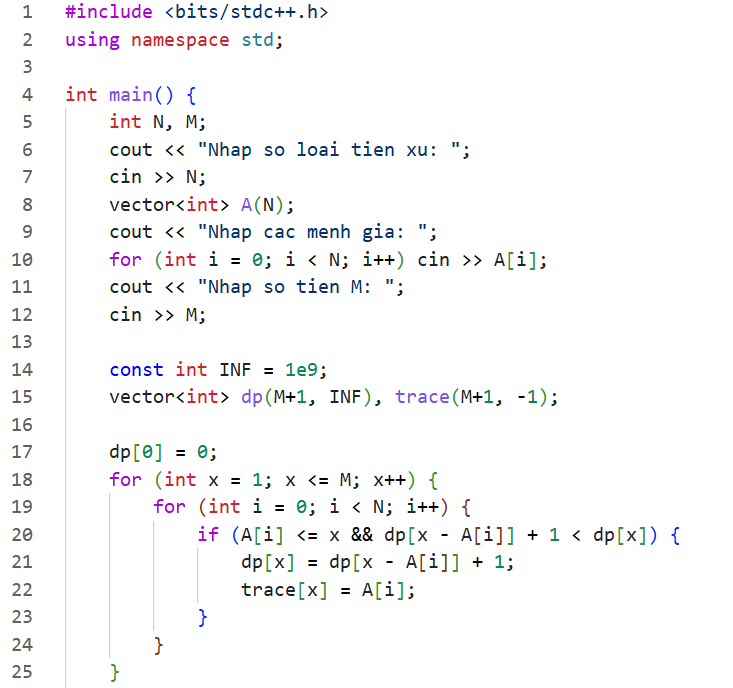 1 #include <bits/stdc++.h>
2 using namespace std;
3
4 int main() {
5     int N, M;
6     cout << "Nhap so loai tien xu: ";
7     cin >> N;
8     vector<int> A(N);
9     cout << "Nhap cac menh gia: ";
10     for (int i = 0; i < N; i++) cin >> A[i];
11     cout << "Nhap so tien M: ";
12     cin >> M;
13
14     const int INF = 1e9;
15     vector<int> dp(M+1, INF), trace(M+1, -1);
16
17     dp[0] = 0;
18     for (int x = 1; x <= M; x++) {
19         for (int i = 0; i < N; i++) {
20             if (A[i] <= x && dp[x - A[i]] + 1 < dp[x]) {
21                 dp[x] = dp[x - A[i]] + 1;
22                 trace[x] = A[i];
23             }
24         }
25     }